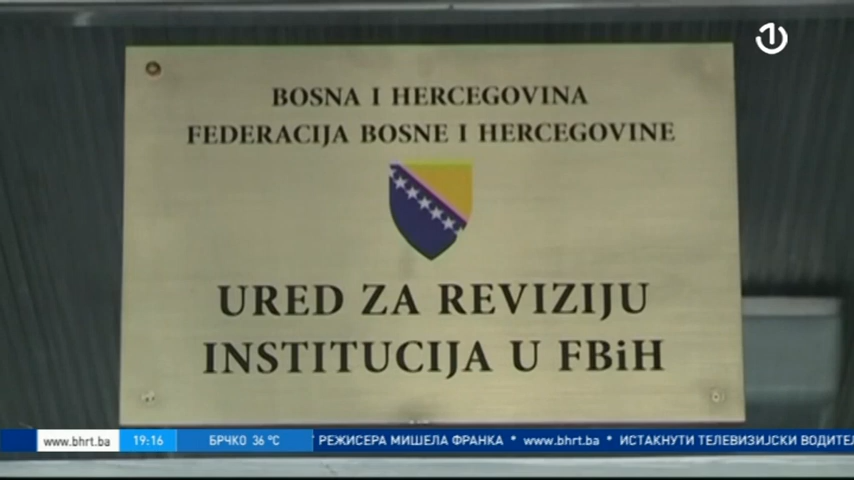 BOSNA I HERCEGOVINA
FEDERACIJA BOSNE I HERCEGOVINE
URED ZA REVIZIJU
INSTITUCIJA U FBiH
www.bhrt.ba 19:16 БРЧКО 36 °C РЕЖИСЕРА МИШЕЛА ФРАНКА * www.bhrt.ba * ИСТАКНУТИ ТЕЛЕВИЗИЈСКИ ВОДИТЕЛ